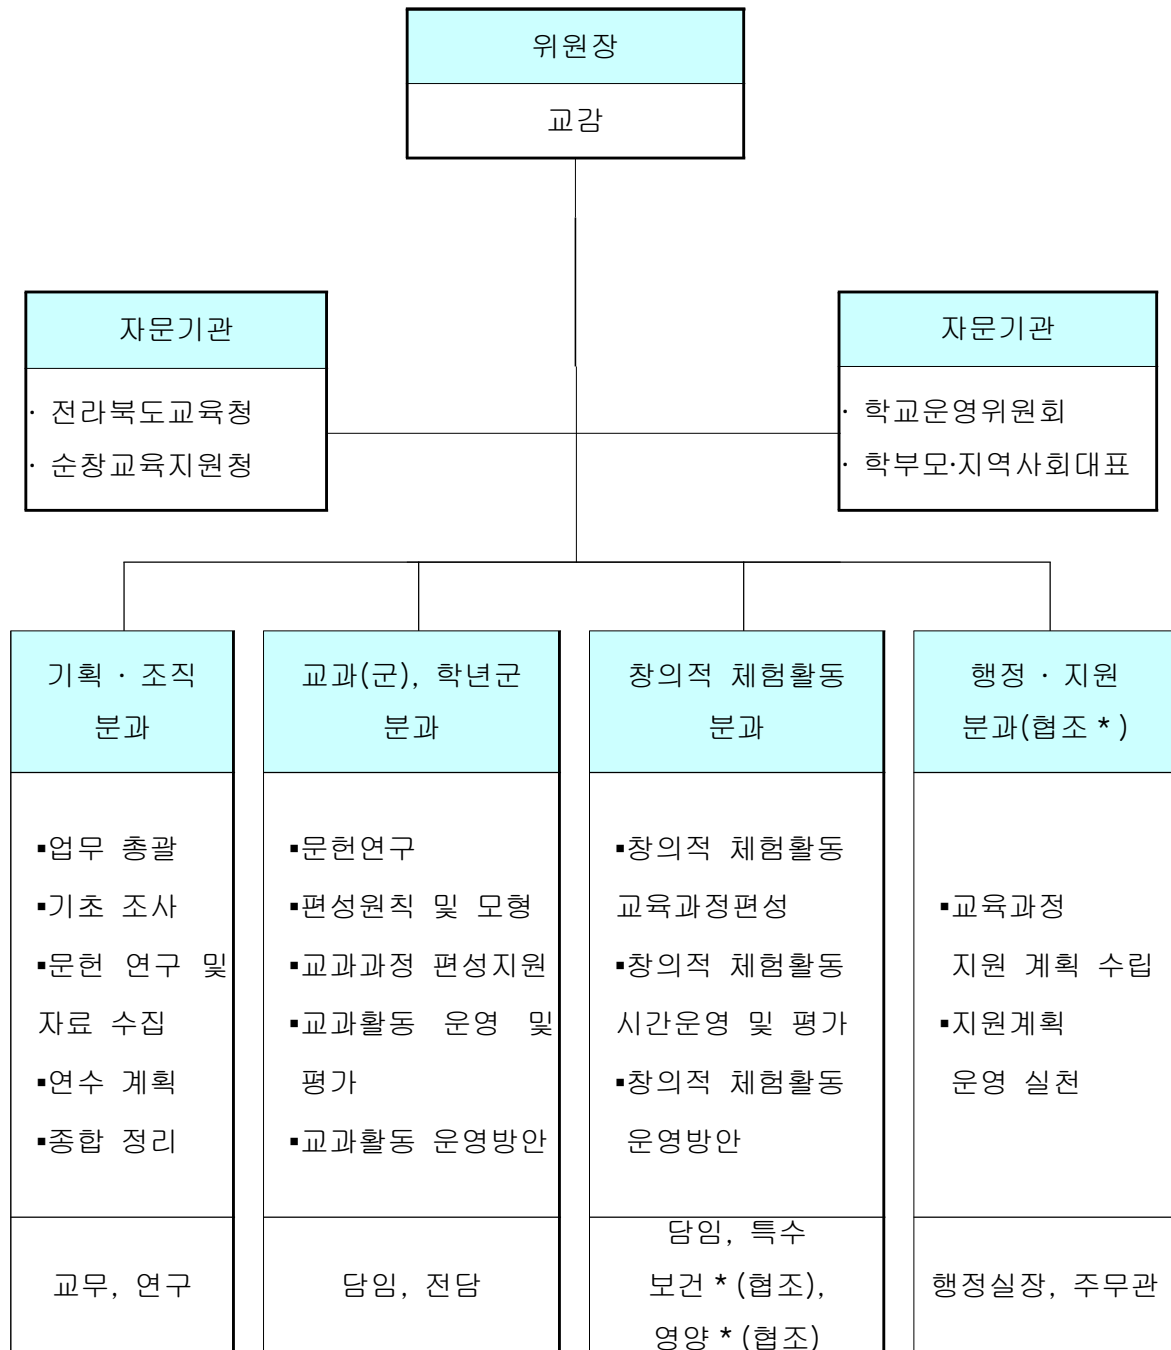 위원장
교감
자문기관
· 전라북도교육청
· 순창교육지원청
자문기관
· 학교운영위원회
· 학부모·지역사회대표
기획 · 조직
분과
▪업무 총괄
▪기초 조사
▪문헌 연구 및
자료 수집
▪연수 계획
▪종합 정리
교무, 연구
교과(군), 학년군
분과
▪문헌연구
▪편성원칙 및 모형
▪교과과정 편성지원
▪교과활동 운영 및
평가
▪교과활동 운영방안
담임, 전담
창의적 체험활동
분과
▪창의적 체험활동
교육과정편성
▪창의적 체험활동
시간운영 및 평가
▪창의적 체험활동
운영방안
담임, 특수
보건*(협조),
영양*(협조)
행정 · 지원
분과(협조*)
▪교육과정
지원 계획 수립
▪지원계획
운영 실천
행정실장, 주무관